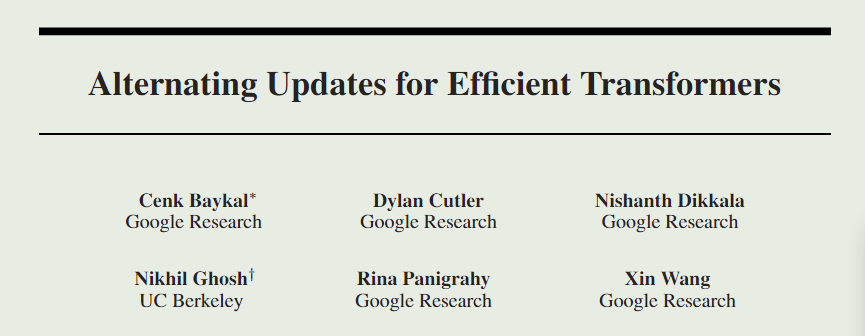 Alternating Updates for Efficient Transformers
Cenk Baykal* Dylan Cutler Nishanth Dikkala
Google Research Google Research Google Research
Nikhil Ghosh† Rina Panigrahy Xin Wang
UC Berkeley Google Research Google Research